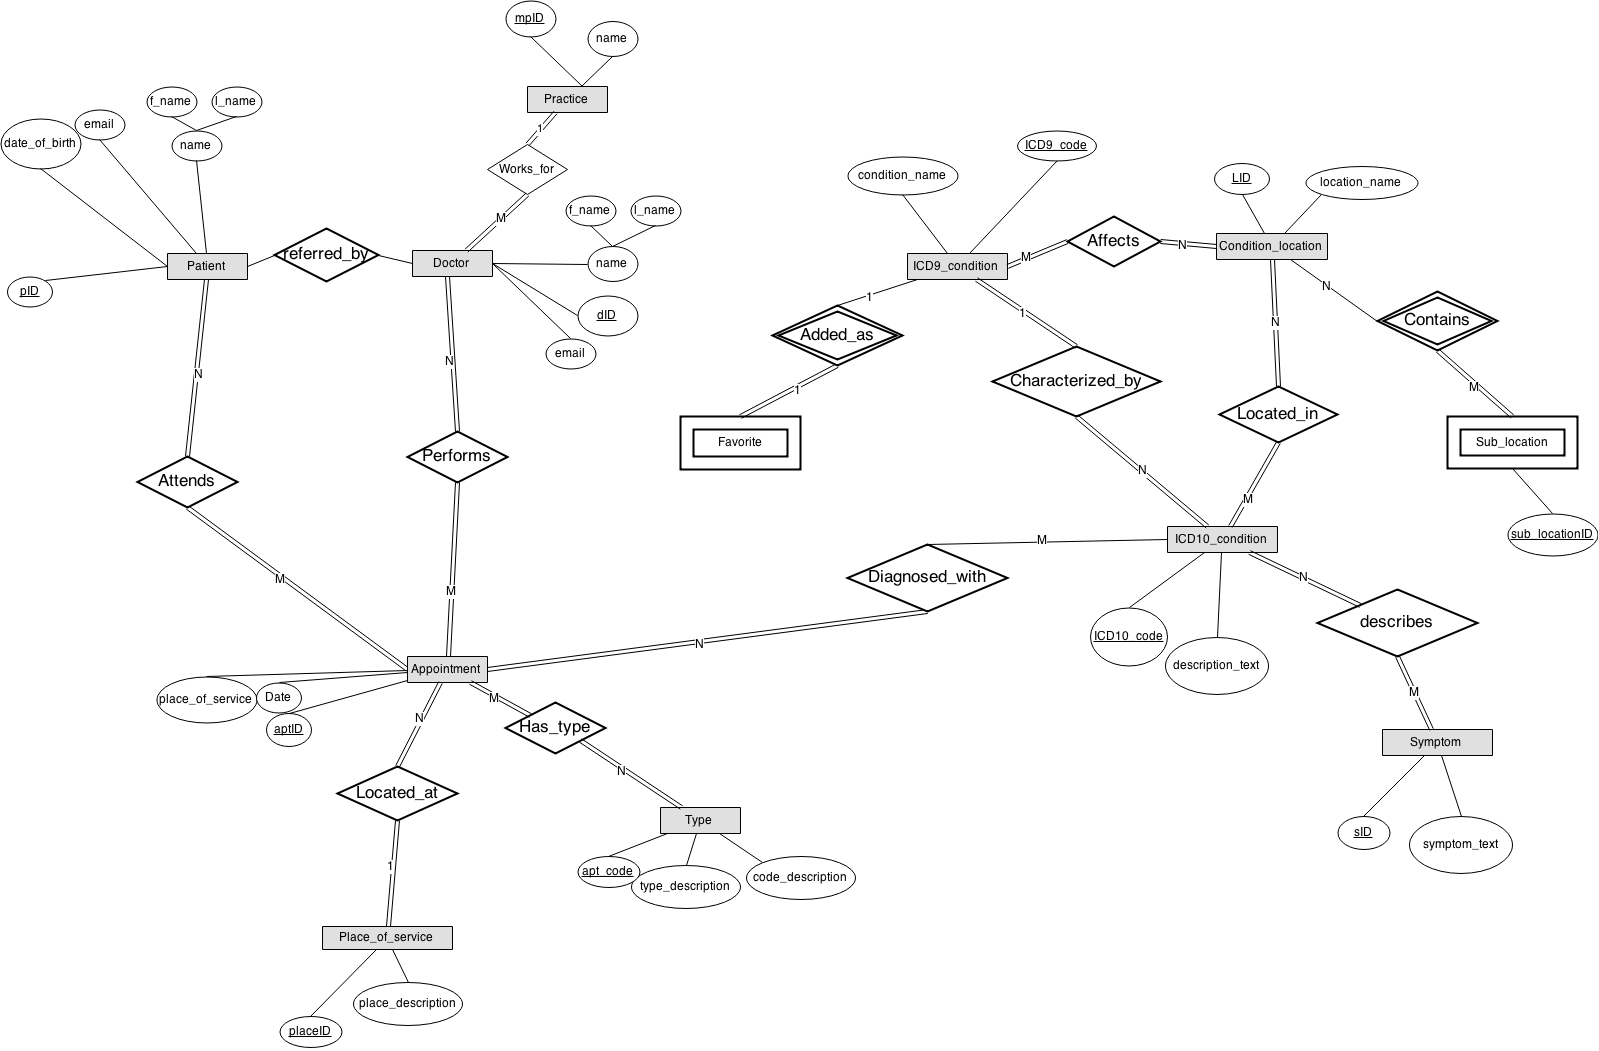 mpID
name
Practice
1
Works_for
M
f_name
l_name
email
date_of_birth
name
pID
Patient
referred_by
Doctor
f_name
l_name
name
dID
email
N
N
Attends
Performs
M
M
ICD9_code
condition_name
LID
location_name
ICD9_condition
M
Affects
N
Condition_location
1
Added_as
1
Favorite
1
Characterized_by
N
N
Located_in
M
N
Contains
M
Sub_location
sub_locationID
Diagnosed_with
M
N
ICD10_condition
ICD10_code
description_text
N
describes
M
Symptom
sID
symptom_text
Appointment
place_of_service
Date
aptID
M
Has_type
N
Type
apt_code
type_description
code_description
N
Located_at
1
Place_of_service
placeID
place_description